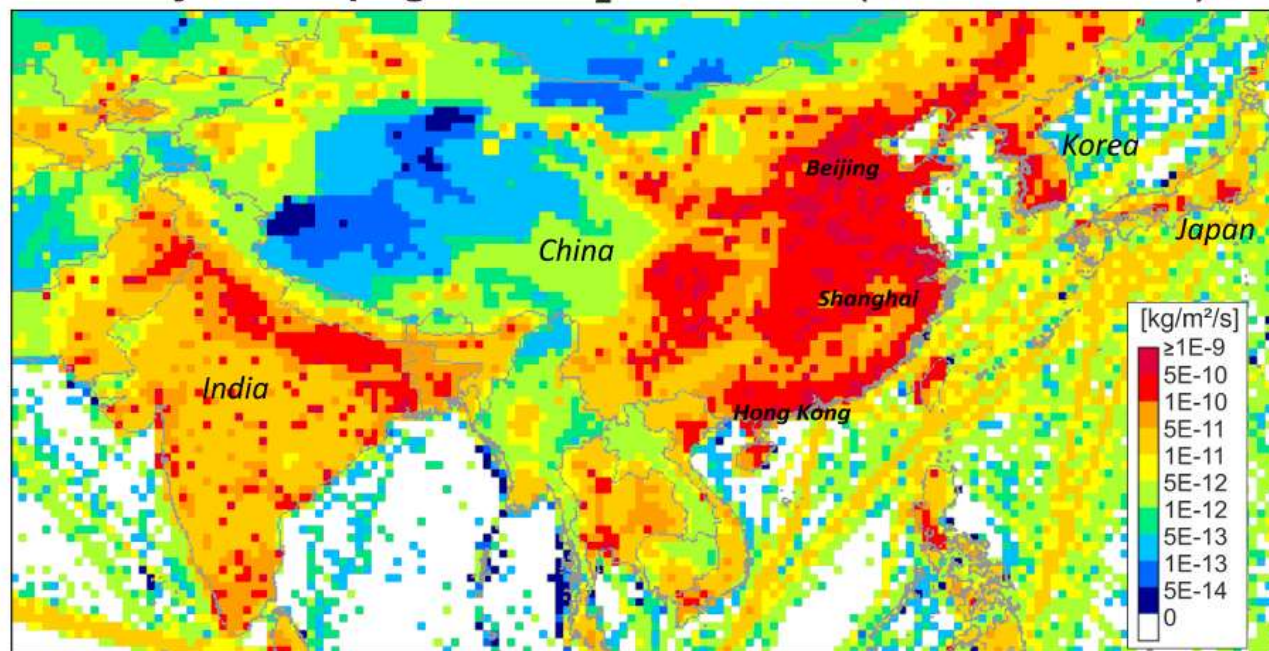 Beijing
Korea
Japan
China
Shanghai
India
Hong Kong
[kg/m²/s]
≥1E-9
5E-10
1E-10
5E-11
1E-11
5E-12
1E-12
5E-13
1E-13
5E-14
0